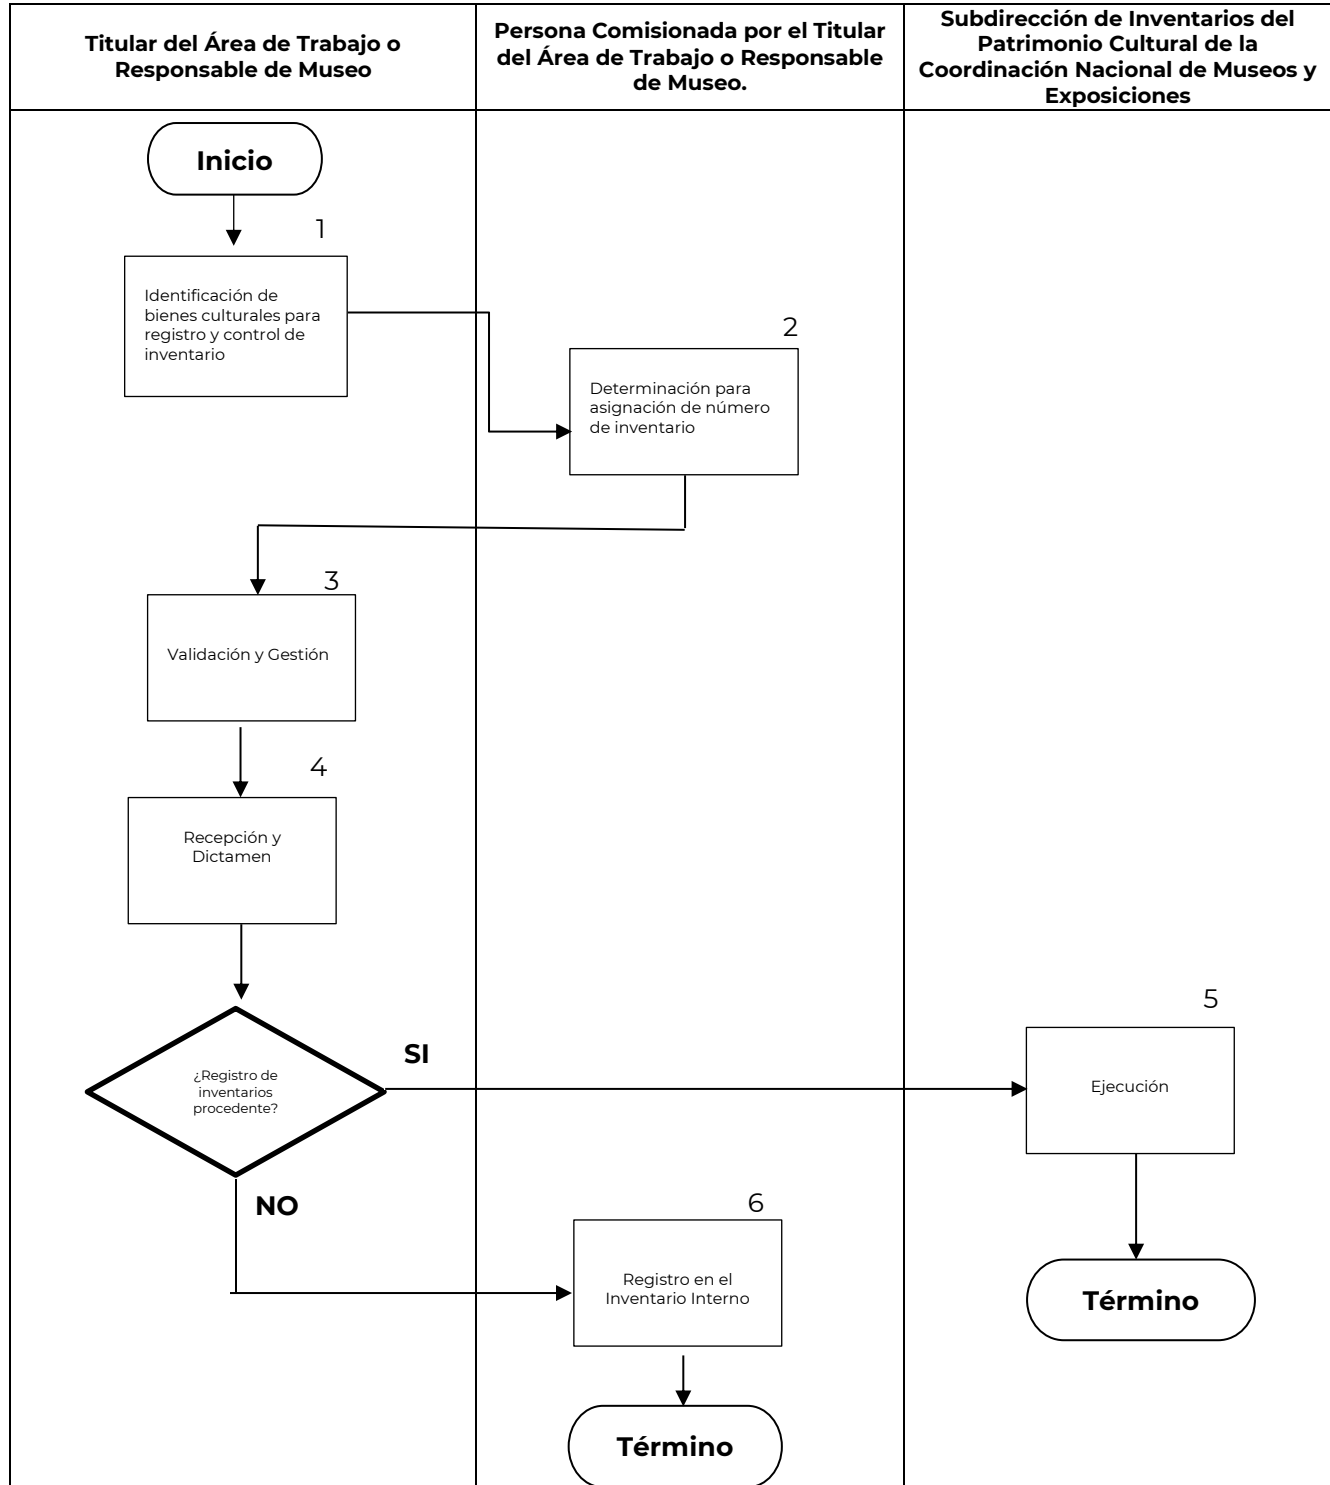 Titular del Área de Trabajo o
Responsable de Museo
Persona Comisionada por el Titular
del Área de Trabajo o Responsable
de Museo.
Subdirección de Inventarios del
Patrimonio Cultural de la
Coordinación Nacional de Museos y
Exposiciones
Inicio
1
Identificación de
bienes culturales para
registro y control de
inventario
2
Determinación para
asignación de número
de inventario
3
Validación y Gestión
4
Recepción y
Dictamen
¿Registro de
inventarios
procedente?
SI
5
Ejecución
NO
6
Registro en el
Inventario Interno
Término
Término